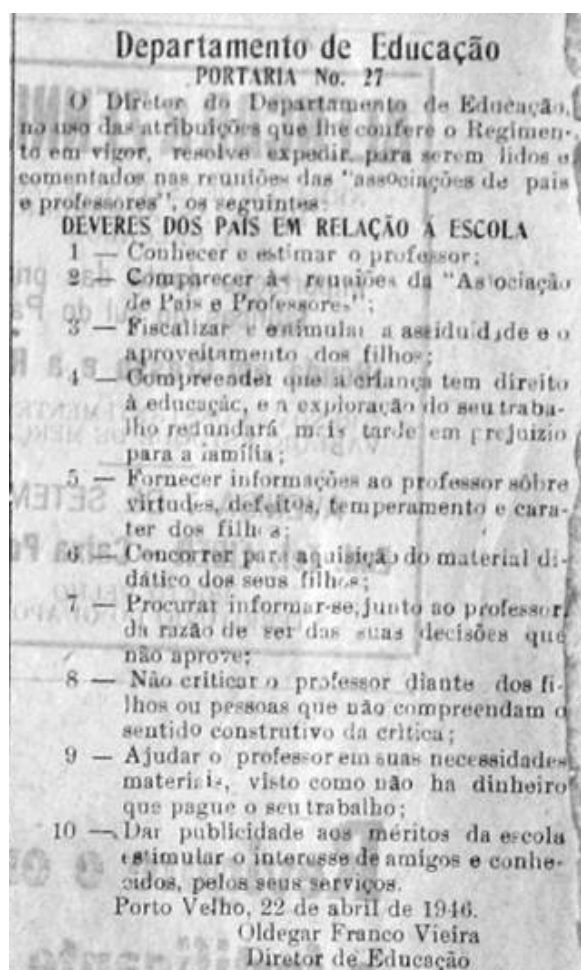 Departamento de Educação
PORTARIA No. 27
O Diretor do Departamento de Educação,
no uso das atribuições que lhe confere o Regimen-
to em vigor, resolve expedir, para serem lidos e
comentados nas reuniões das "associações de pais
e professores", os seguintes:
DEVERES DOS PAIS EM RELAÇÃO Á ESCOLA
1 — Conhecer e estimar o professor;
2 — Comparecer às reuniões da "Associação
de Pais e Professores";
3 — Fiscalizar e estimular a assiduidade e o
aproveitamento dos filhos;
4 — Compreender que a criança tem direito
à educação, e a exploração do seu traba-
lho redundará mais tarde em prejuizio
para a família;
5 — Fornecer informações ao professor sôbre
virtudes, defeitos, temperamento e cara-
ter dos filhos;
6 — Concorrer para aquisição do material di-
dático dos seus filhos;
7 — Procurar informar-se, junto ao professor,
da razão de ser das suas decisões que
não aprove;
8 — Não criticar o professor diante dos fi-
lhos ou pessoas que não compreendam o
sentido construtivo da crìtica;
9 — Ajudar o professor em suas necessidades
materiais, visto como não ha dinheiro
que pague o seu trabalho;
10 — Dar publicidade aos méritos da escola
estimular o interesse de amigos e conhe-
cidos, pelos seus serviços.
Porto Velho, 22 de abril de 1946.
Oldegar Franco Vieira
Diretor de Educação